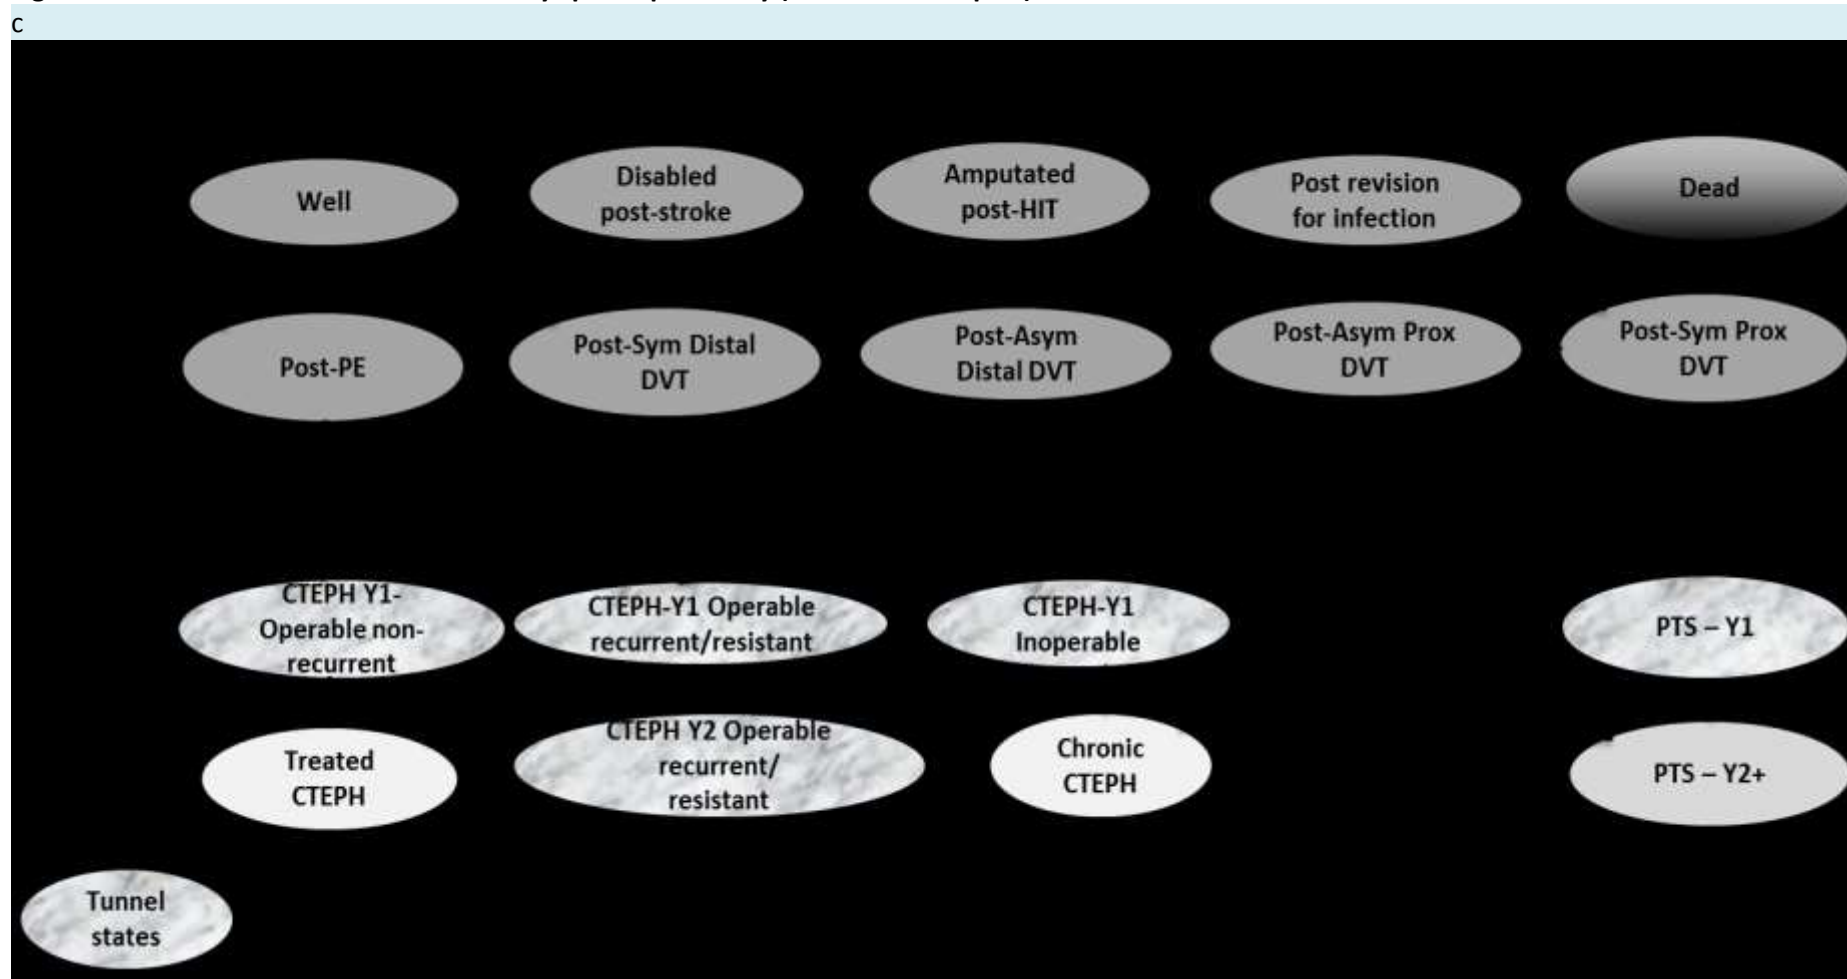 c
Well
Disabled
post-stroke
Amputated
post-HIT
Post revision
for infection
Dead
Post-PE
Post-Sym Distal
DVT
Post-Asym
Distal DVT
Post-Asym Prox
DVT
Post-Sym Prox
DVT
CTEPH Y1-
Operable non-
recurrent
CTEPH-Y1 Operable
recurrent/resistant
CTEPH-Y1
Inoperable
PTS – Y1
Treated
CTEPH
CTEPH Y2 Operable
recurrent/
resistant
Chronic
CTEPH
PTS – Y2+
Tunnel
states